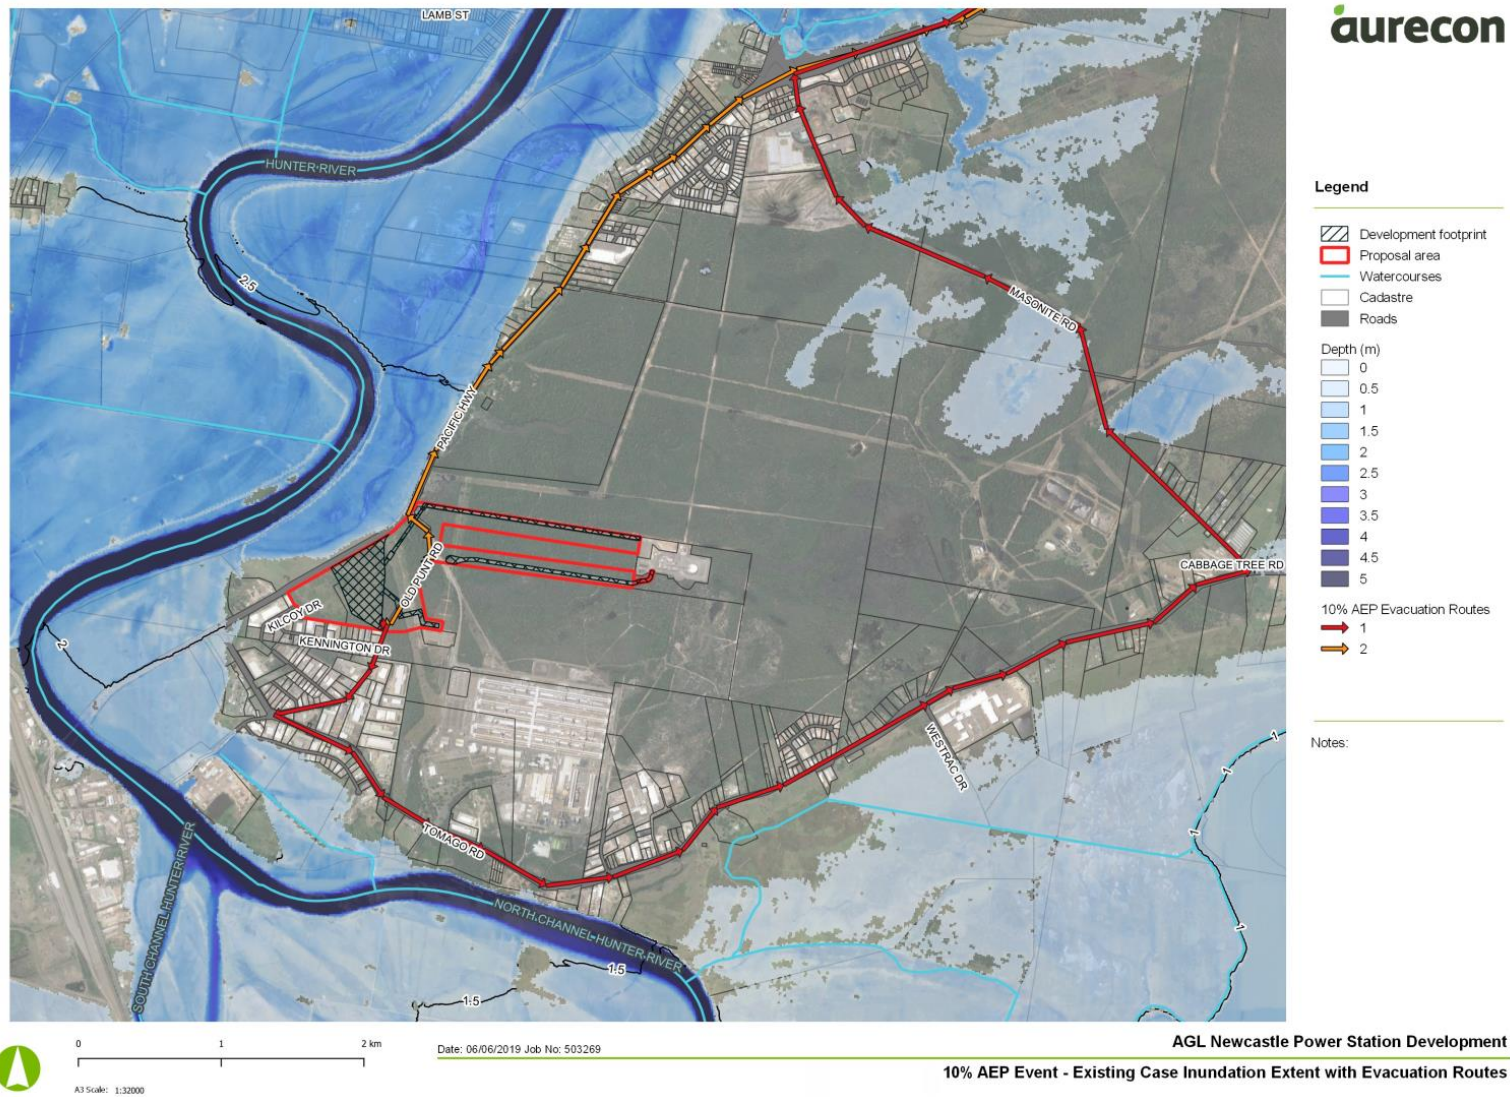 LAMB ST
HUNTER RIVER
2.5
MASONITE RD
PACIFIC HWY
CABBAGE TREE RD
OLD PUNT RD
KILCOY DR
KENNINGTON DR
2
WESTRAC DR
1
1
1
1
TOMAGO RD
SOUTH CHANNEL HUNTER RIVER
NORTH CHANNEL HUNTER RIVER
1.5
1.5
aurecon
Legend
Development footprint
Proposal area
Watercourses
Cadastre
Roads
Depth (m)
0
0.5
1
1.5
2
2.5
3
3.5
4
4.5
5
10% AEP Evacuation Routes
1
2
Notes:
0 1 2 km
A3 Scale: 1:32000
Date: 06/06/2019 Job No: 503269
AGL Newcastle Power Station Development
10% AEP Event - Existing Case Inundation Extent with Evacuation Routes